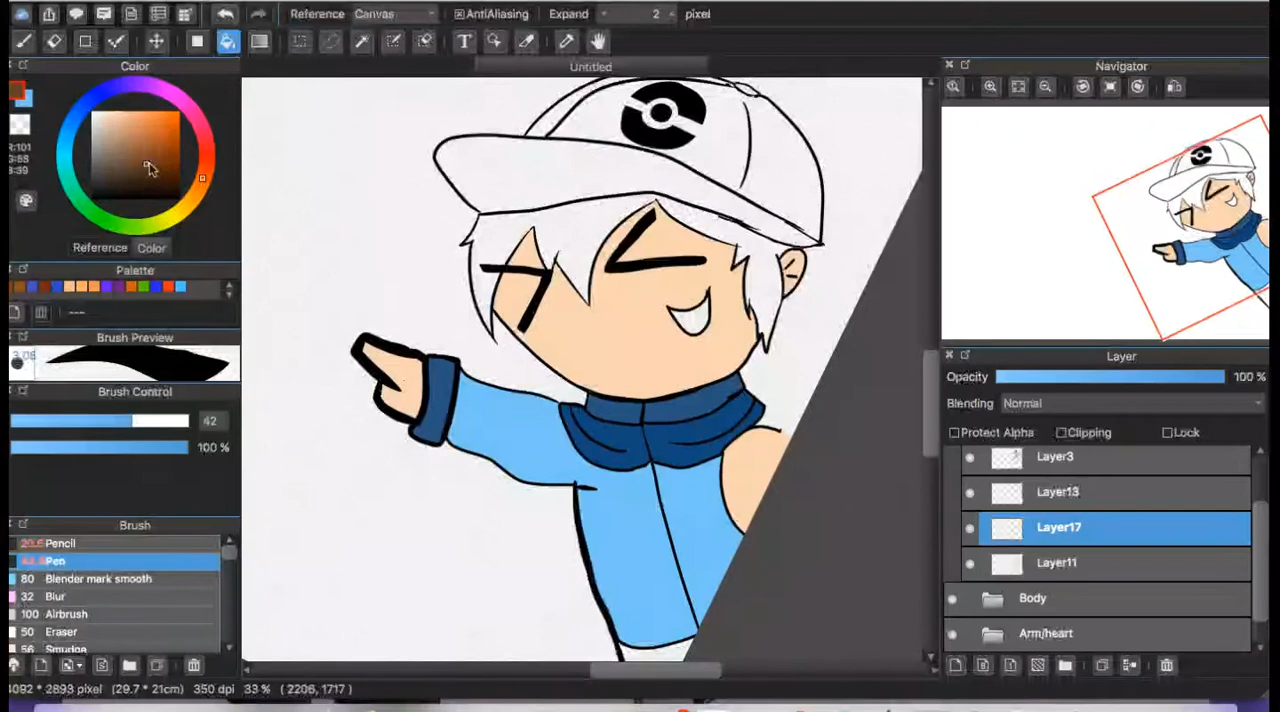 Reference Canvas AntiAliasing Expand 2 pixel
Color Untitled Navigator
R:101
Reference Color
Palette
---
Brush Preview
Brush Control
42
100 %
Brush
Pencil
Pen
80 Blender mark smooth
32 Blur
100 Airbrush
50 Eraser
56 Smudge
4092 * 2893 pixel (29.7 * 21cm) 350 dpi 33 % ( 2206, 1717 )
Layer
Opacity 100 %
Blending Normal
Protect Alpha Clipping Lock
Layer3
Layer13
Layer17
Layer11
Body
Arm/heart